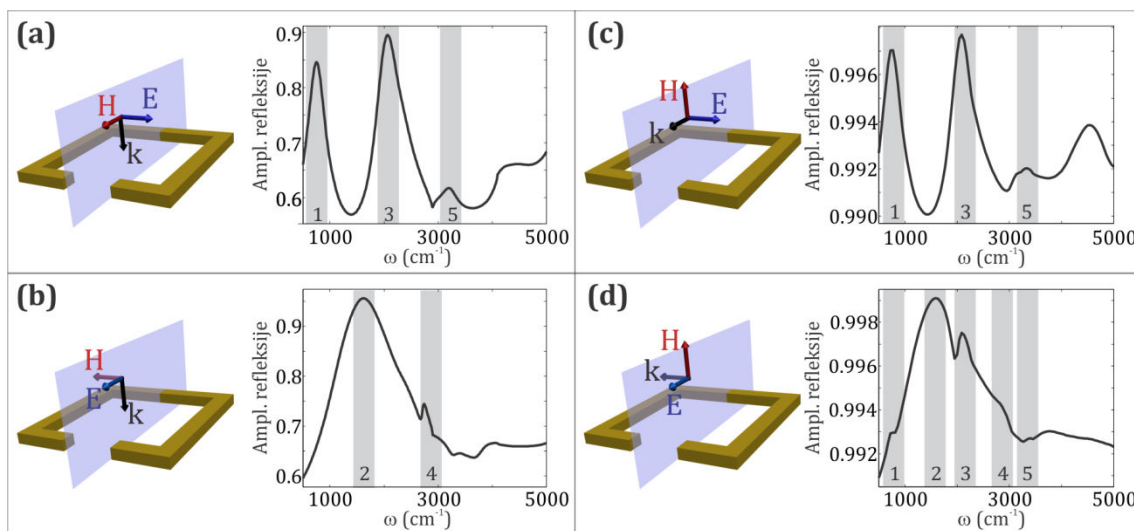 (a)
H
E
k
Ampl. refleksije
0.9
0.8
0.7
0.6
1
3
5
1000
3000
5000
ω (cm⁻¹)
(c)
H
E
k
Ampl. refleksije
0.996
0.994
0.992
0.990
1
3
5
1000
3000
5000
ω (cm⁻¹)
(b)
H
E
k
Ampl. refleksije
0.9
0.8
0.7
0.6
2
4
1000
3000
5000
ω (cm⁻¹)
(d)
H
k
E
Ampl. refleksije
0.998
0.996
0.994
0.992
1
2
3
4
5
1000
3000
5000
ω (cm⁻¹)